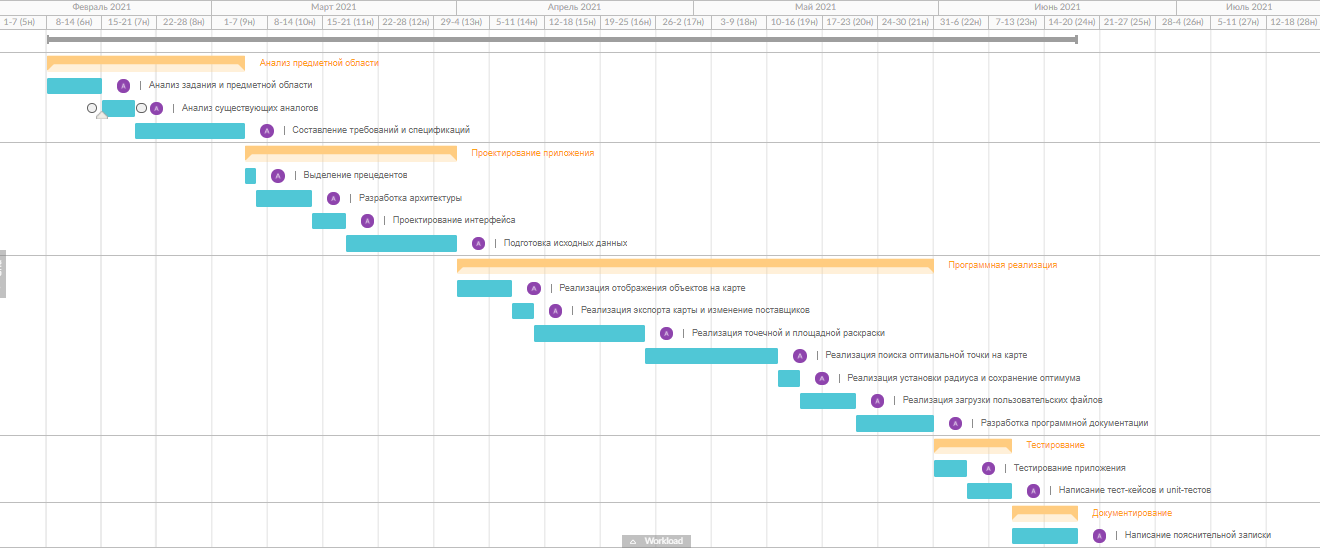 Февраль 2021 Март 2021 Апрель 2021 Май 2021 Июнь 2021 Июль 2021
1-7 (5н) 8-14 (6н) 15-21 (7н) 22-28 (8н) 1-7 (9н) 8-14 (10н) 15-21 (11н) 22-28 (12н) 29-4 (13н) 5-11 (14н) 12-18 (15н) 19-25 (16н) 26-2 (17н) 3-9 (18н) 10-16 (19н) 17-23 (20н) 24-30 (21н) 31-6 (22н) 7-13 (23н) 14-20 (24н) 21-27 (25н) 28-4 (26н) 5-11 (27н) 12-18 (28н)
Анализ предметной области
A | Анализ задания и предметной области
A | Анализ существующих аналогов
A | Составление требований и спецификаций
Проектирование приложения
A | Выделение прецедентов
A | Разработка архитектуры
A | Проектирование интерфейса
A | Подготовка исходных данных
Программная реализация
A | Реализация отображения объектов на карте
A | Реализация экспорта карты и изменение поставщиков
A | Реализация точечной и площадной раскраски
A | Реализация поиска оптимальной точки на карте
A | Реализация установки радиуса и сохранение оптимума
A | Реализация загрузки пользовательских файлов
A | Разработка программной документации
Тестирование
A | Тестирование приложения
A | Написание тест-кейсов и unit-тестов
Документирование
A | Написание пояснительной записки
Workload